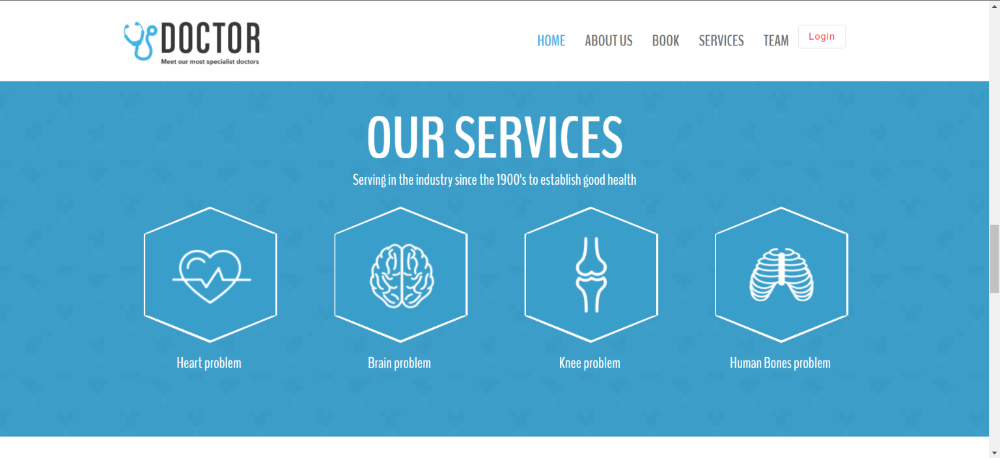 DOCTOR
Meet our most specialist doctors
HOME ABOUT US BOOK SERVICES TEAM Login
OUR SERVICES
Serving in the industry since the 1900's to establish good health
Heart problem
Brain problem
Knee problem
Human Bones problem